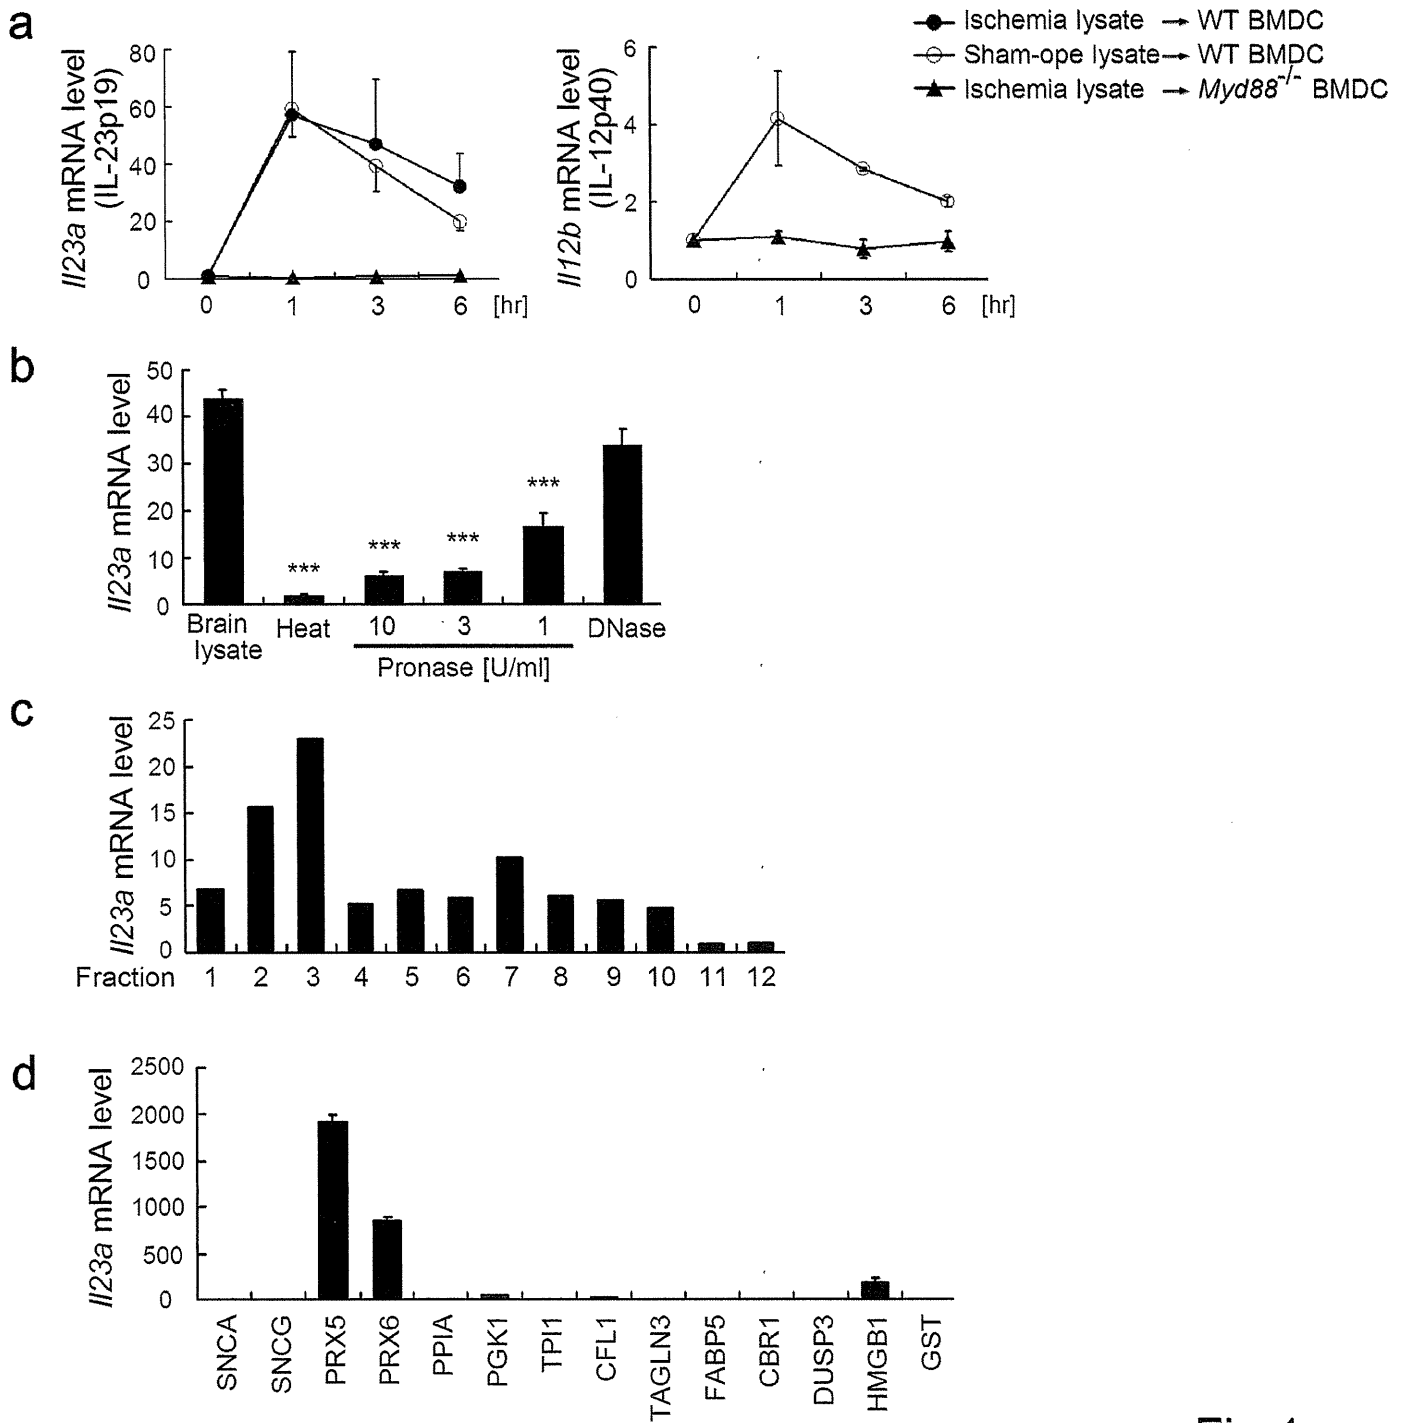 a
Ischemia lysate → WT BMDC
Sham-ope lysate → WT BMDC
Ischemia lysate → Myd88-/- BMDC
Il23a mRNA level
(IL-23p19)
80
60
40
20
0
0 1 3 6 [hr]
Il12b mRNA level
(IL-12p40)
6
4
2
0
0 1 3 6 [hr]
b
Il23a mRNA level
50
40
30
20
10
0
*** *** *** ***
Brain lysate Heat 10 3 1 DNase
Pronase [U/ml]
c
Il23a mRNA level
25
20
15
10
5
0
Fraction 1 2 3 4 5 6 7 8 9 10 11 12
d
Il23a mRNA level
2500
2000
1500
1000
500
0
SNCA
SNCG
PRX5
PRX6
PPIA
PGK1
TPI1
CFL1
TAGLN3
FABP5
CBR1
DUSP3
HMGB1
GST